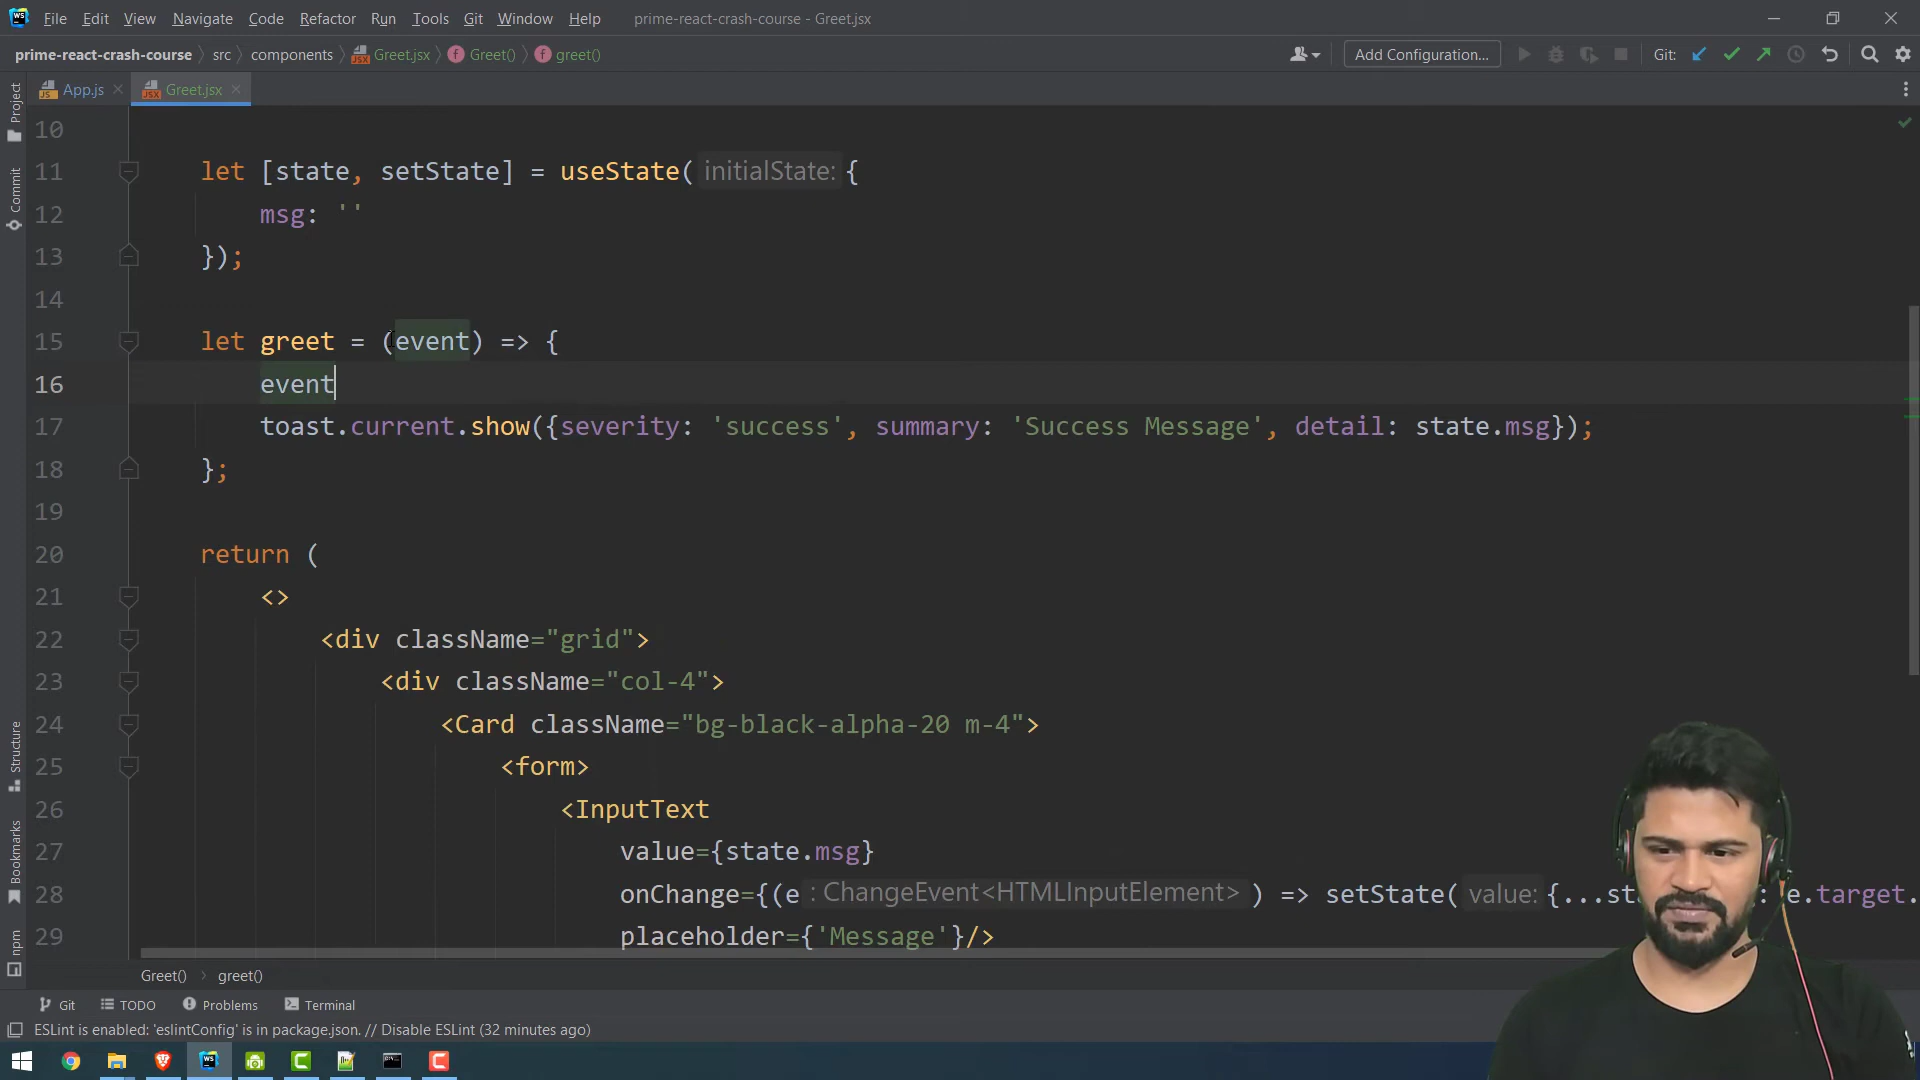 WS File Edit View Navigate Code Refactor Run Tools Git Window Help prime-react-crash-course - Greet.jsx
prime-react-crash-course src components Greet.jsx Greet() greet() Add Configuration... Git:
App.js Greet.jsx
Project
Commit
Structure
Bookmarks
npm
10
11 let [state, setState] = useState( initialState: {
12 msg: ''
13 });
14
15 let greet = (event) => {
16 event
17 toast.current.show({severity: 'success', summary: 'Success Message', detail: state.msg});
18 };
19
20 return (
21 <>
22 <div className="grid">
23 <div className="col-4">
24 <Card className="bg-black-alpha-20 m-4">
25 <form>
26 <InputText
27 value={state.msg}
28 onChange={(e : ChangeEvent<HTMLInputElement> ) => setState( value: {... : e.target.
29 placeholder={'Message'}/>
Greet() greet()
Git TODO Problems Terminal
ESLint is enabled: 'eslintConfig' is in package.json. // Disable ESLint (32 minutes ago)
WS